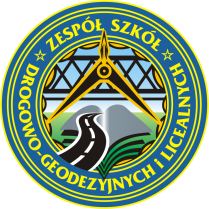 ZESPÓŁ SZKÓŁ
DROGOWO-GEODEZYJNYCH I LICEALNYCH